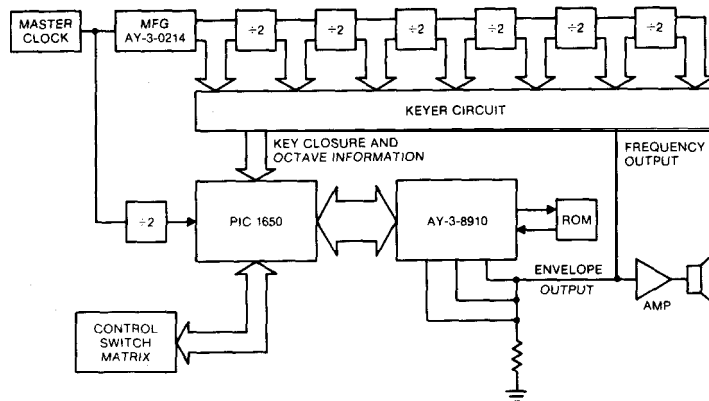 MASTER
CLOCK
MFG
AY-3-0214
÷2
÷2
÷2
÷2
÷2
÷2
KEYER CIRCUIT
KEY CLOSURE AND
OCTAVE INFORMATION
FREQUENCY
OUTPUT
÷2
PIC 1650
AY-3-8910
ROM
ENVELOPE
OUTPUT
AMP
CONTROL
SWITCH
MATRIX